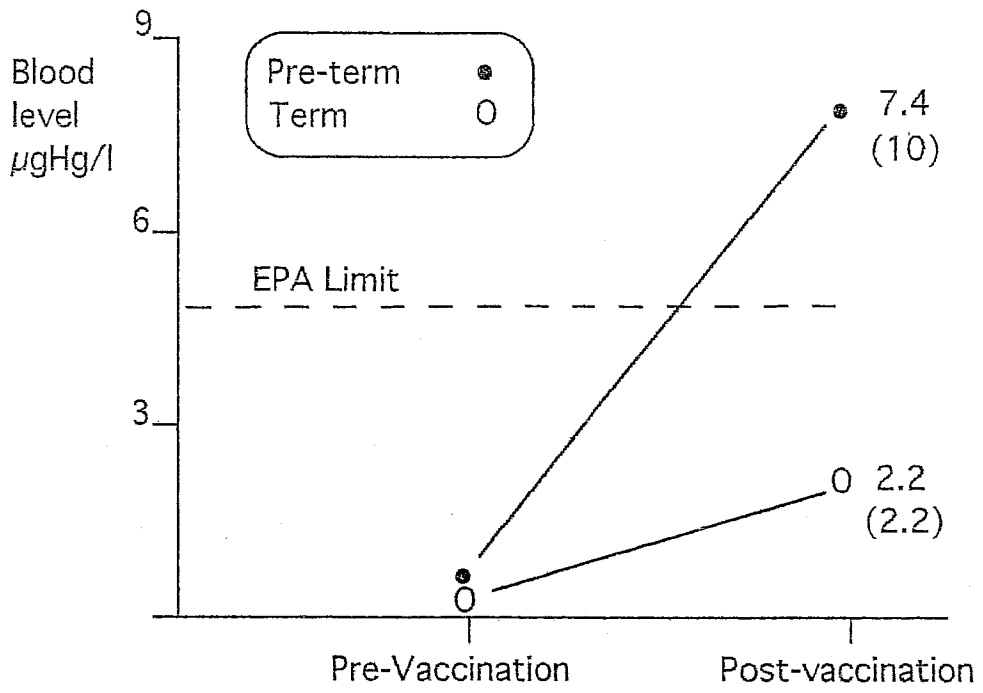 9
Blood
level
µgHg/l
Pre-term
Term O
7.4
(10)
6
EPA Limit
3
O 2.2
(2.2)
O
Pre-Vaccination
Post-vaccination